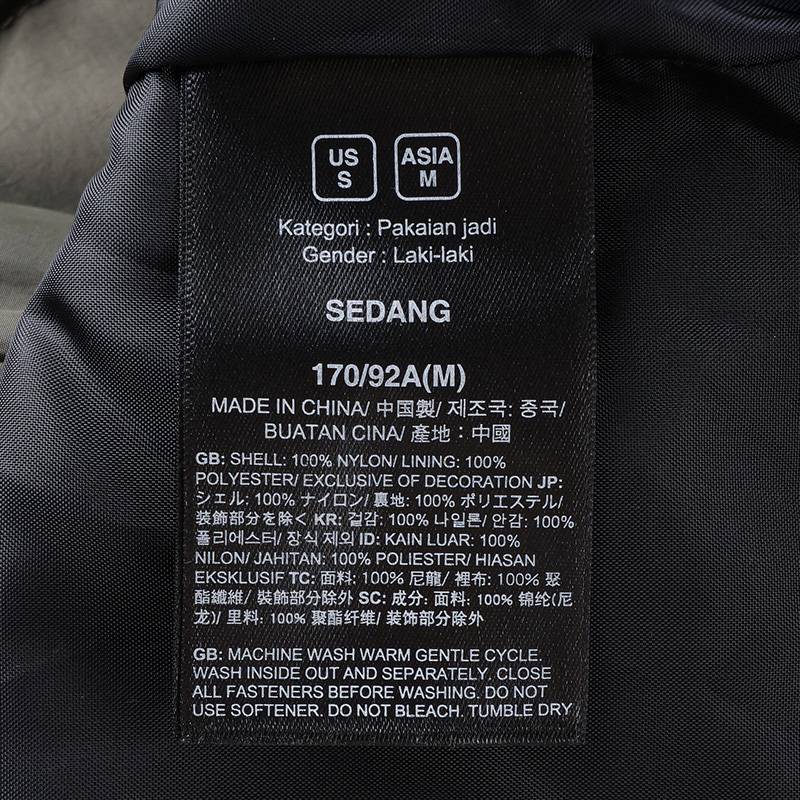 US
S
ASIA
M
Kategori : Pakaian jadi
Gender : Laki-laki
SEDANG
170/92A(M)
MADE IN CHINA/ 中国製/ 제조국: 중국/
BUATAN CINA/ 產地：中國
GB: SHELL: 100% NYLON/ LINING: 100%
POLYESTER/ EXCLUSIVE OF DECORATION JP:
シェル: 100% ナイロン/ 裏地: 100% ポリエステル/
装飾部分を除く KR: 겉감: 100% 나일론/ 안감: 100%
폴리에스터/ 장식 제외 ID: KAIN LUAR: 100%
NILON/ JAHITAN: 100% POLIESTER/ HIASAN
EKSKLUSIF TC: 面料: 100% 尼龍/ 裡布: 100% 聚
酯纖維/ 裝飾部分除外 SC: 成分: 面料: 100% 锦纶(尼
龙)/ 里料: 100% 聚酯纤维/ 装饰部分除外
GB: MACHINE WASH WARM GENTLE CYCLE.
WASH INSIDE OUT AND SEPARATELY. CLOSE
ALL FASTENERS BEFORE WASHING. DO NOT
USE SOFTENER. DO NOT BLEACH. TUMBLE DRY